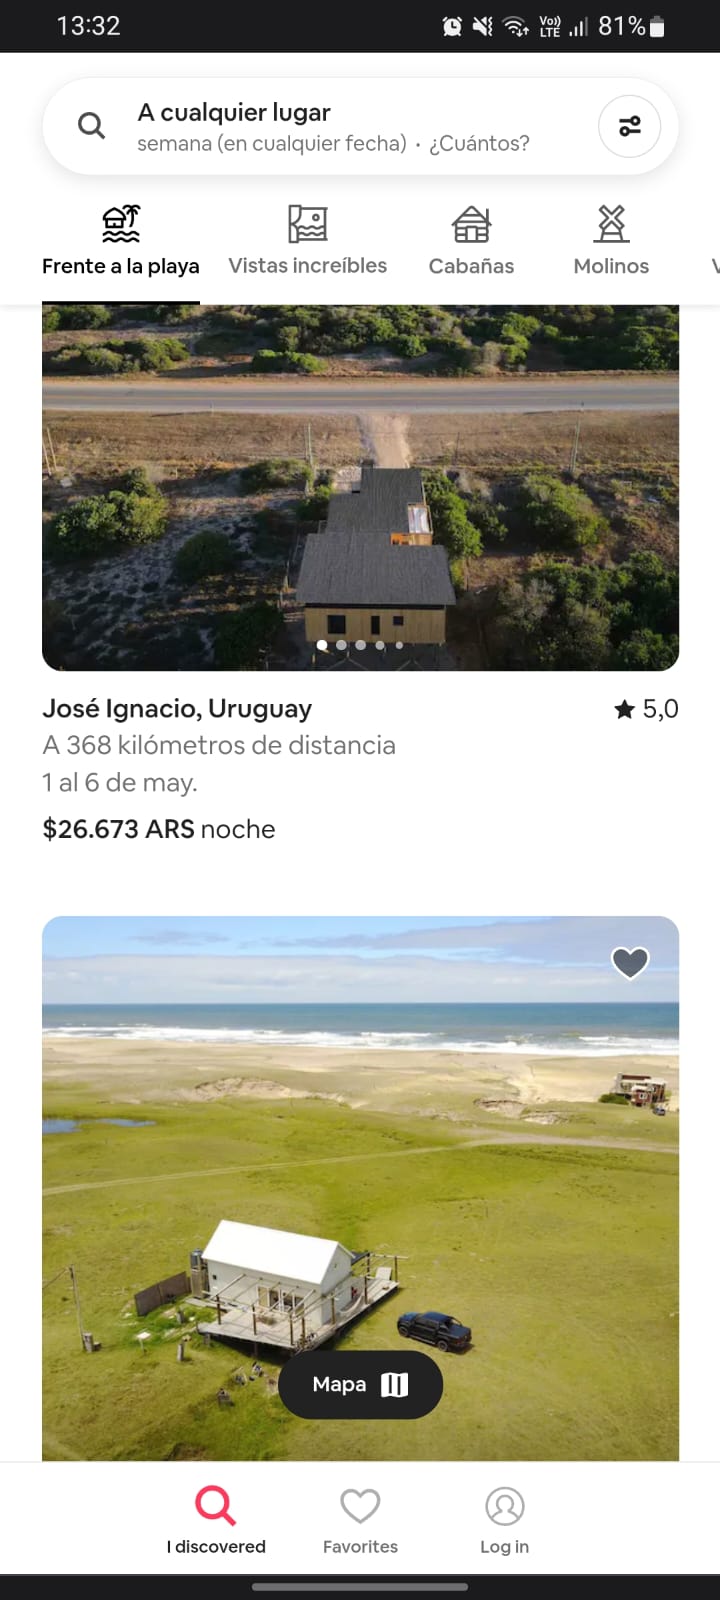 13:32
Vo))
LTE
81%
A cualquier lugar
semana (en cualquier fecha) · ¿Cuántos?
Frente a la playa
Vistas increíbles
Cabañas
Molinos
José Ignacio, Uruguay
5,0
A 368 kilómetros de distancia
1 al 6 de may.
$26.673 ARS noche
Mapa
I discovered
Favorites
Log in